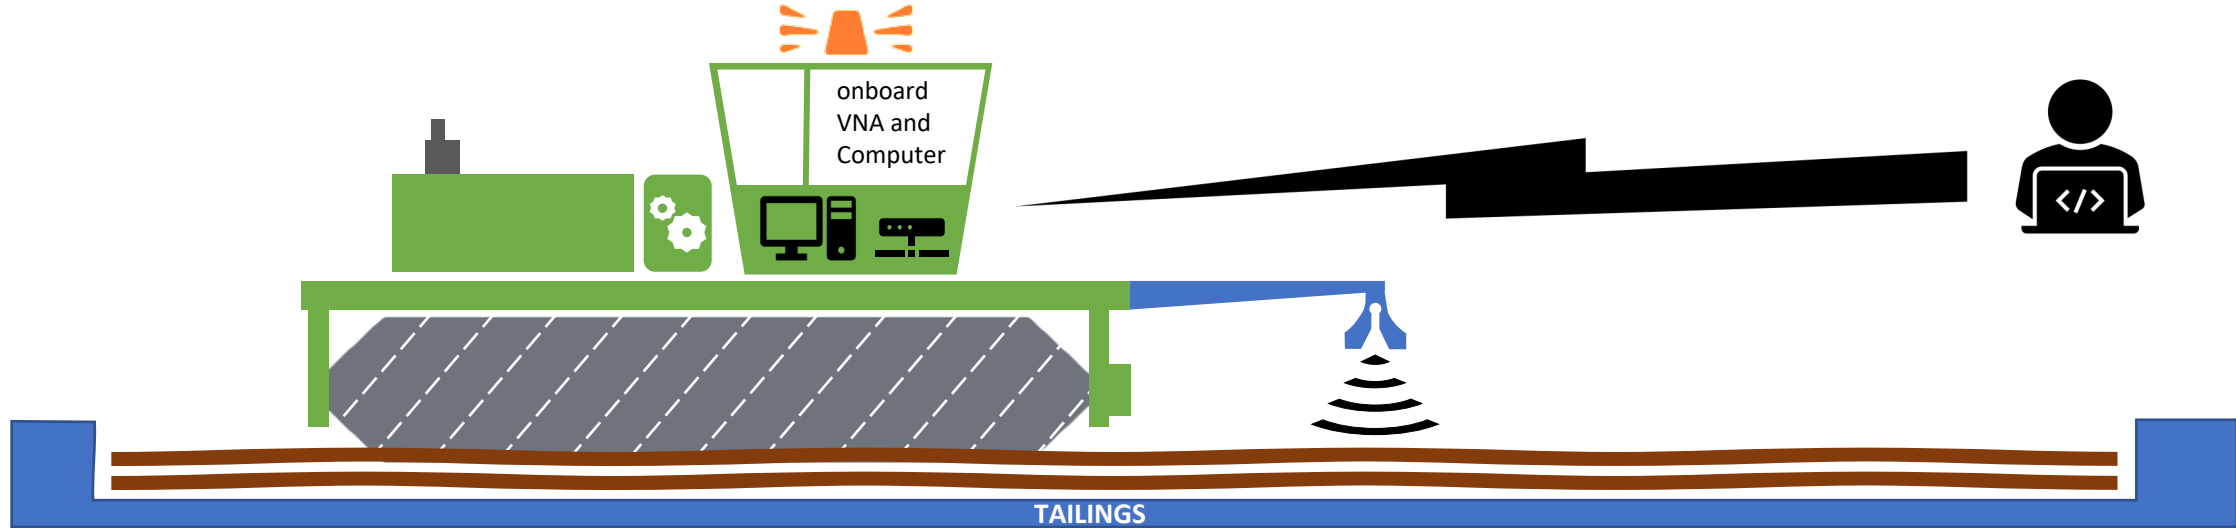 onboard
VNA and
Computer
</>
TAILINGS